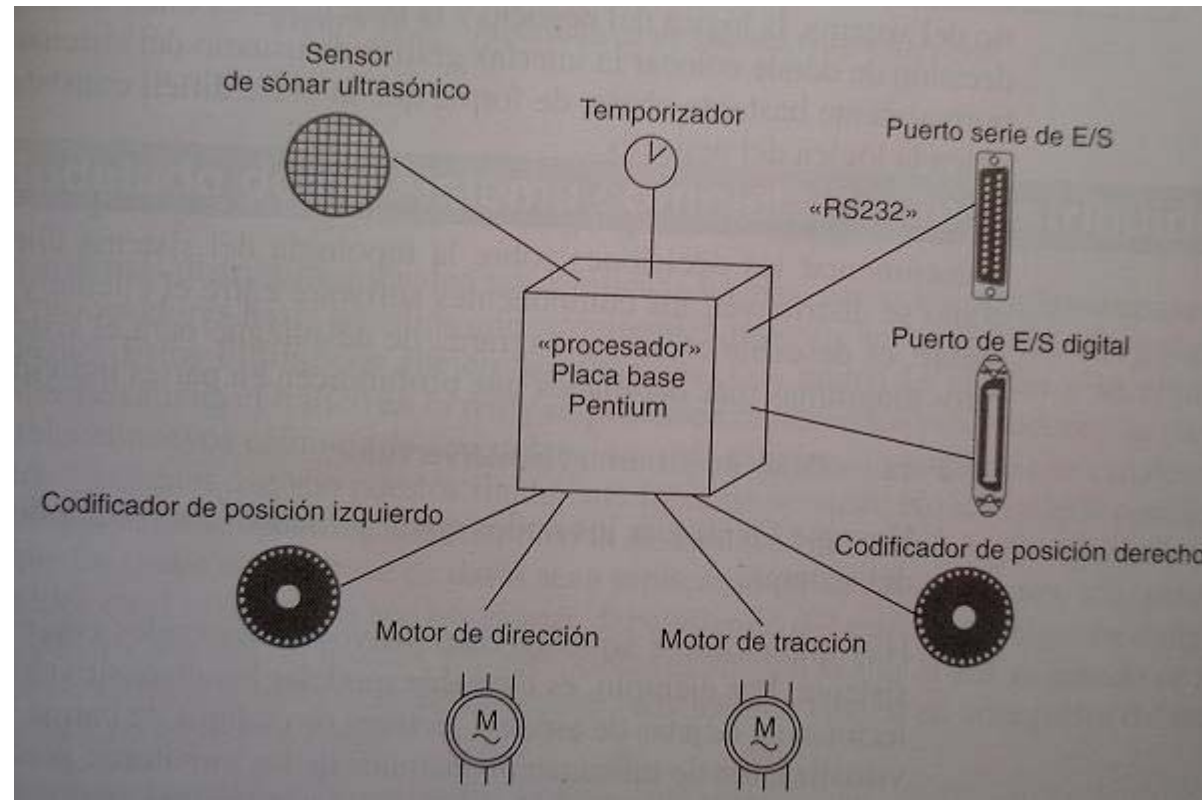 Sensor
de sónar ultrasónico
Temporizador
Puerto serie de E/S
«RS232»
«procesador»
Placa base
Pentium
Puerto de E/S digital
Codificador de posición izquierdo
Codificador de posición derecho
Motor de dirección
Motor de tracción
M
M